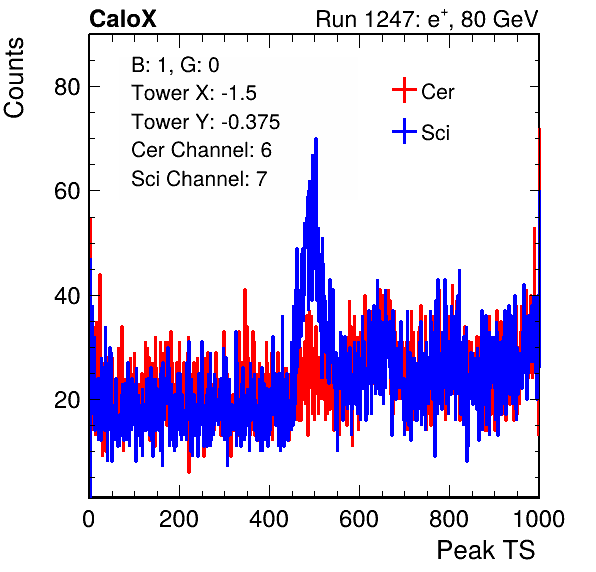 CaloX Run 1247: e+, 80 GeV
Counts
B: 1, G: 0
Tower X: -1.5
Tower Y: -0.375
Cer Channel: 6
Sci Channel: 7
Cer
Sci
80
60
40
20
0 200 400 600 800 1000
Peak TS